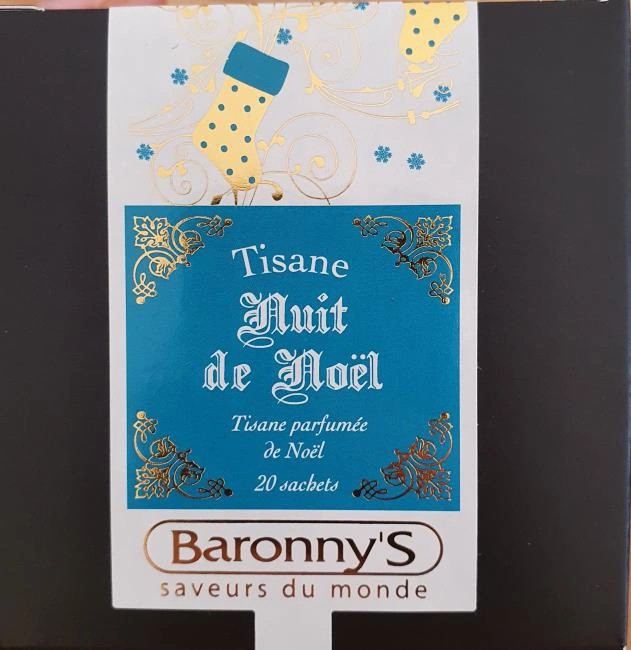 Tisane
Nuit
de Noël
Tisane parfumée
de Noël
20 sachets
Baronny'S
saveurs du monde